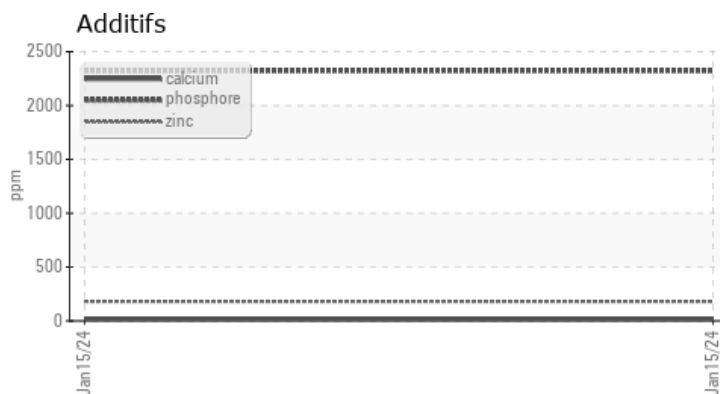 Additifs
2500
2000
1500
1000
500
0
ppm
calcium
phosphore
zinc
Jan15/24
Jan15/24